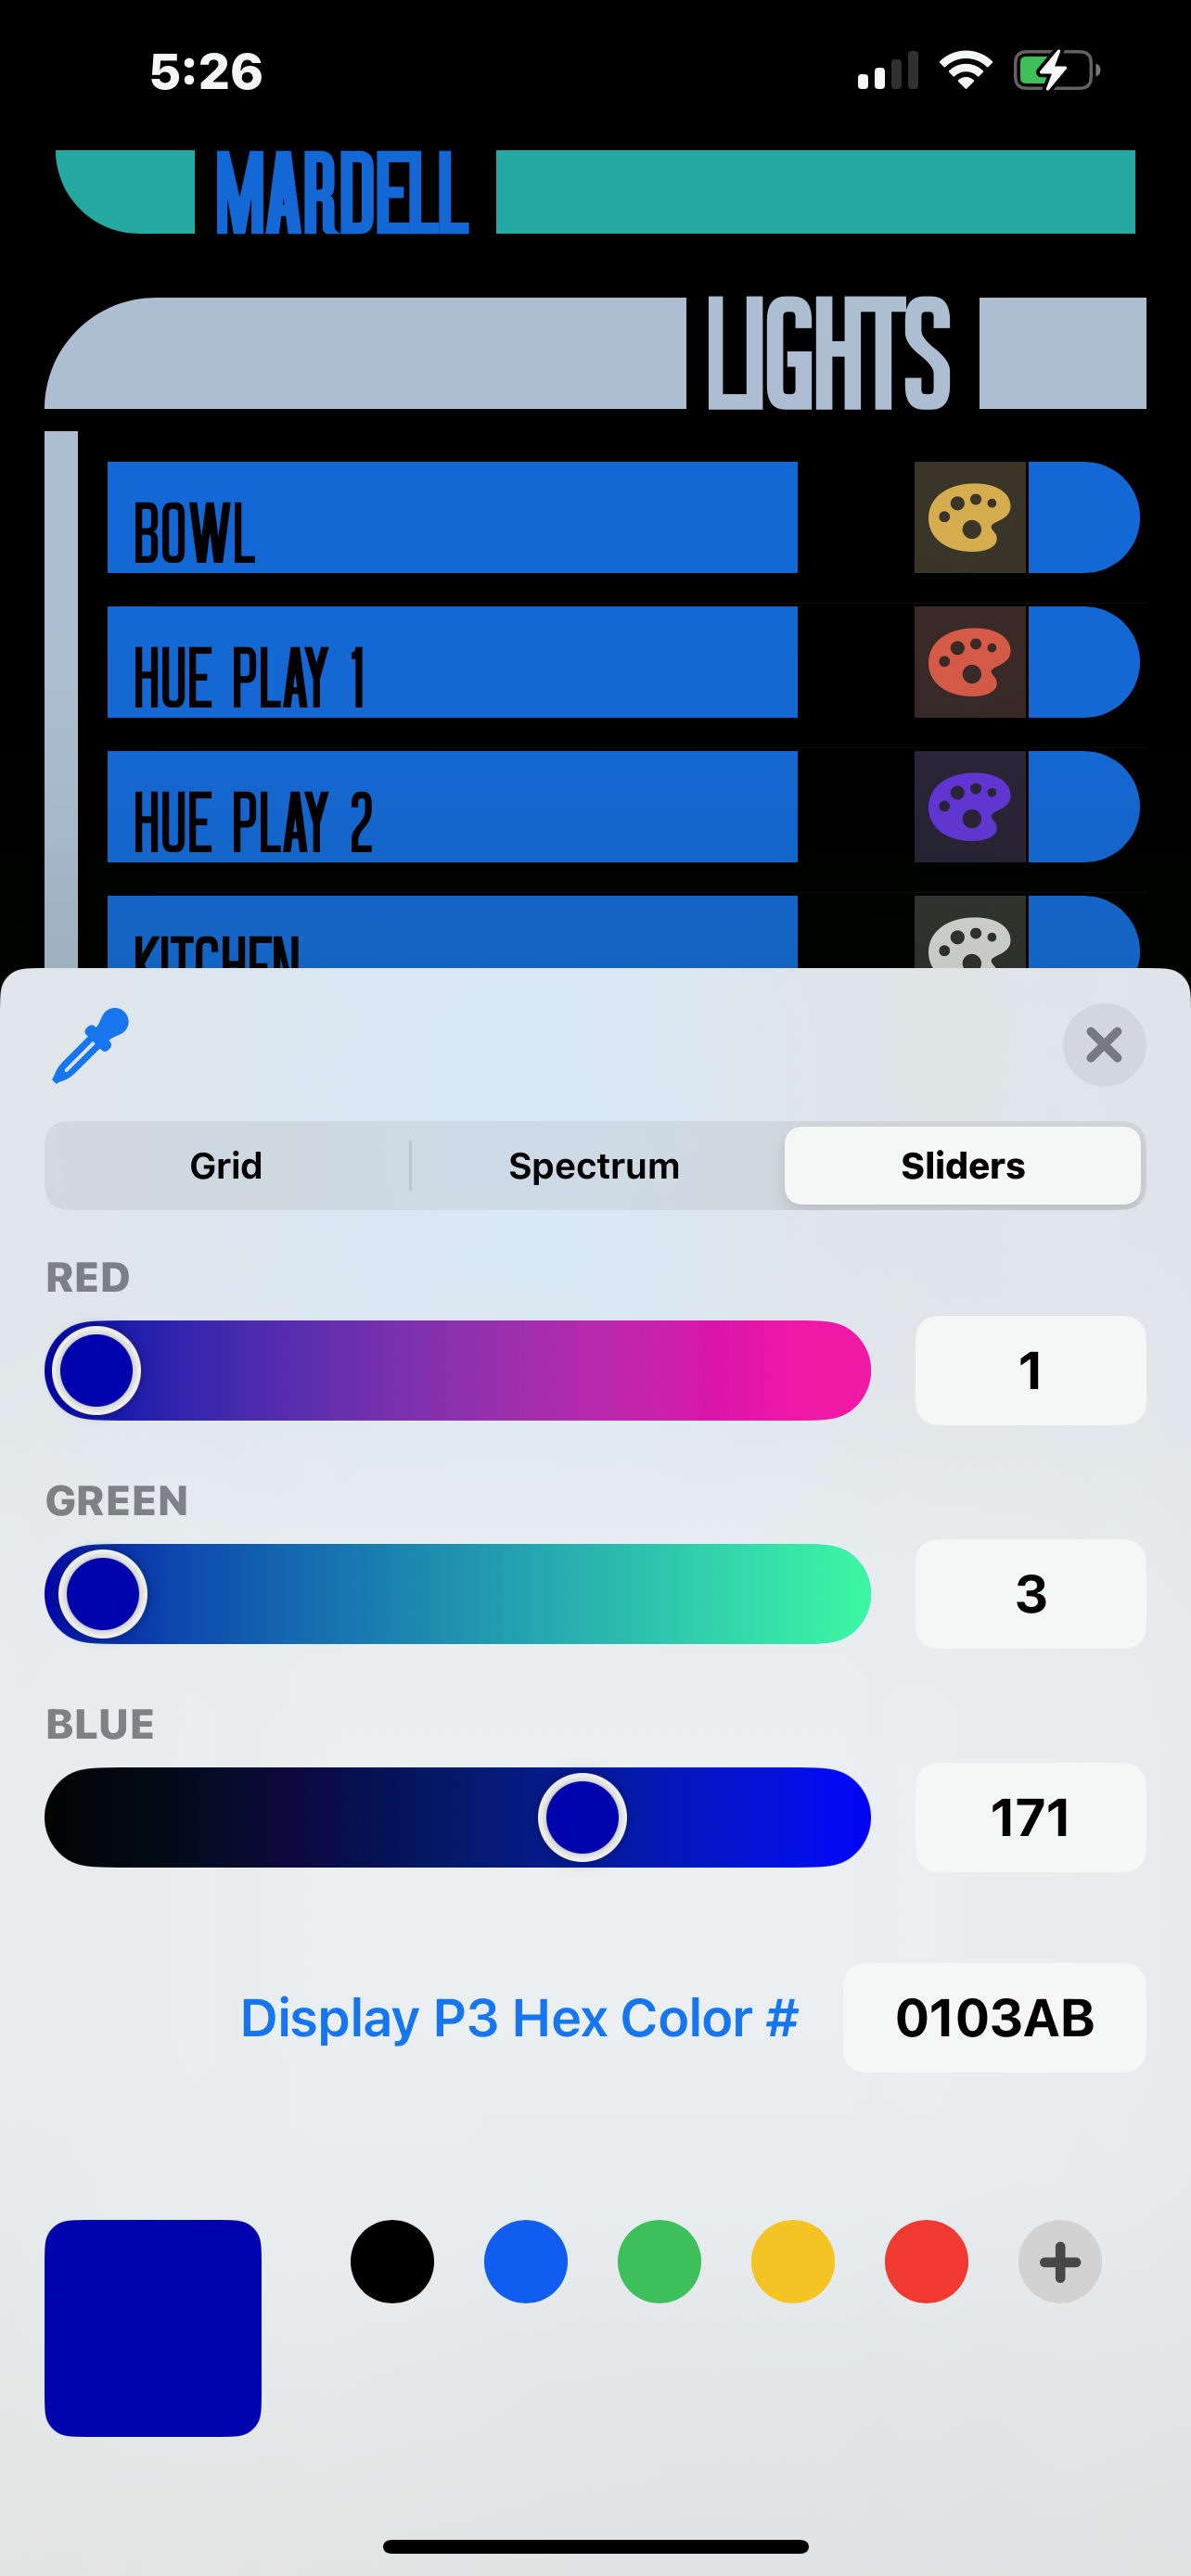 5:26
MARDELL
LIGHTS
BOWL
HUE PLAY 1
HUE PLAY 2
KITCHEN
Grid
Spectrum
Sliders
RED
1
GREEN
3
BLUE
171
Display P3 Hex Color #
0103AB